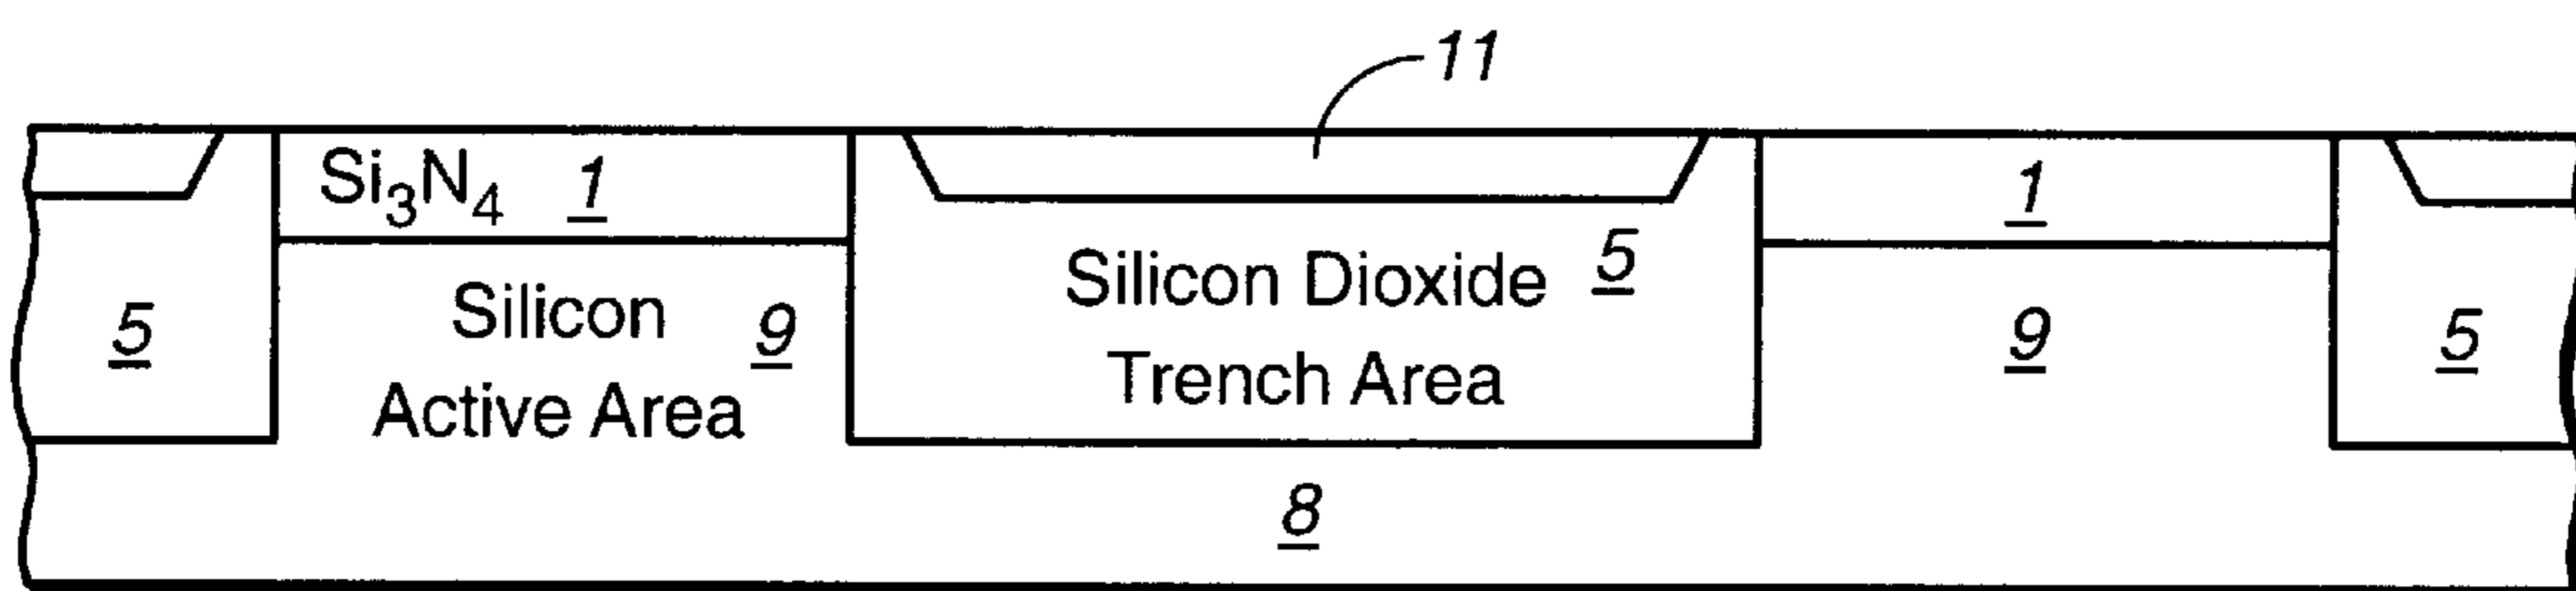 11
Si₃N₄ 1
1
Silicon Dioxide 5
Silicon 9
Active Area
Trench Area
5
9
5
8